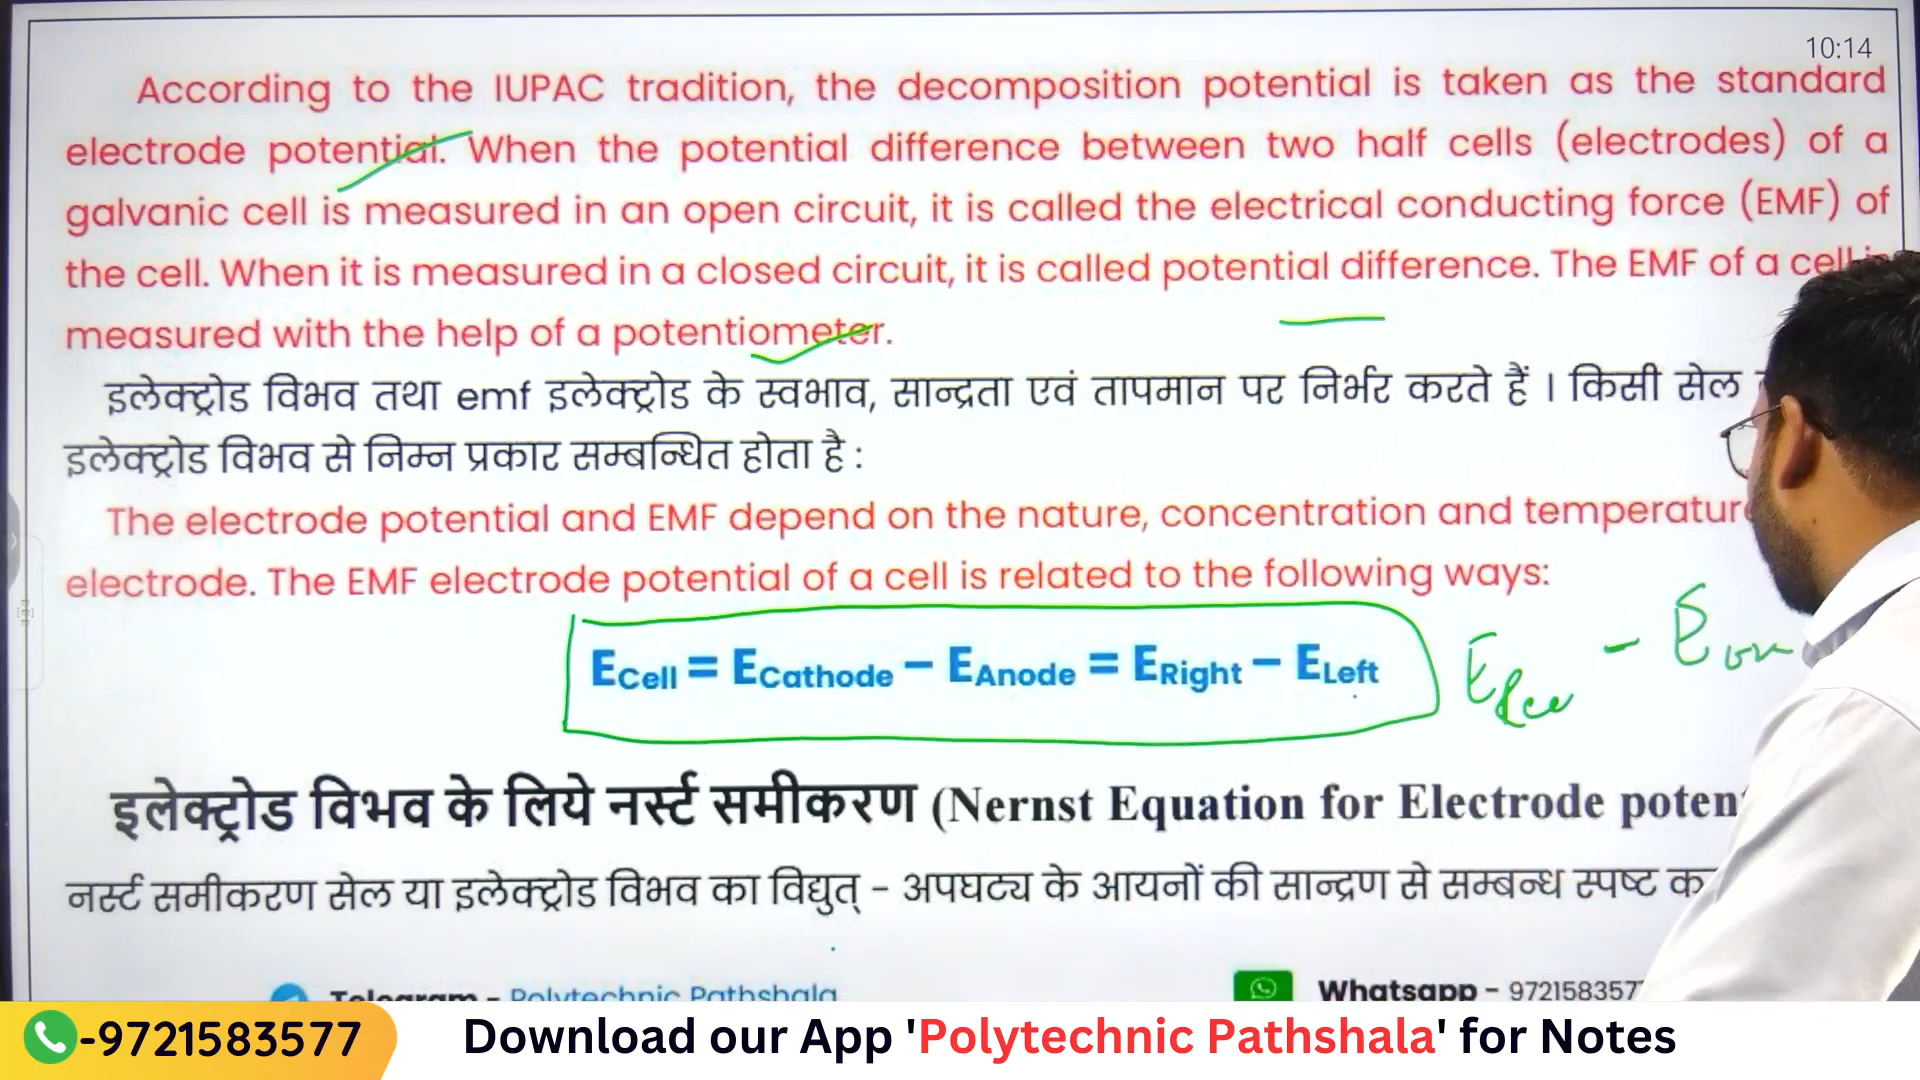 10:14
According to the IUPAC tradition, the decomposition potential is taken as the standard
electrode potential. When the potential difference between two half cells (electrodes) of a
galvanic cell is measured in an open circuit, it is called the electrical conducting force (EMF) of
the cell. When it is measured in a closed circuit, it is called potential difference. The EMF of a cell is
measured with the help of a potentiometer.
इलेक्ट्रोड विभव तथा emf इलेक्ट्रोड के स्वभाव, सान्द्रता एवं तापमान पर निर्भर करते हैं । किसी सेल
इलेक्ट्रोड विभव से निम्न प्रकार सम्बन्धित होता है :
The electrode potential and EMF depend on the nature, concentration and temperature
electrode. The EMF electrode potential of a cell is related to the following ways:
ECell = ECathode – EAnode = ERight – ELeft
इलेक्ट्रोड विभव के लिये नर्स्ट समीकरण (Nernst Equation for Electrode poten
नर्स्ट समीकरण सेल या इलेक्ट्रोड विभव का विद्युत् - अपघट्य के आयनों की सान्द्रण से सम्बन्ध स्पष्ट क
Telegram - Polytechnic Pathshala
Whatsapp - 972158357
-9721583577
Download our App 'Polytechnic Pathshala' for Notes